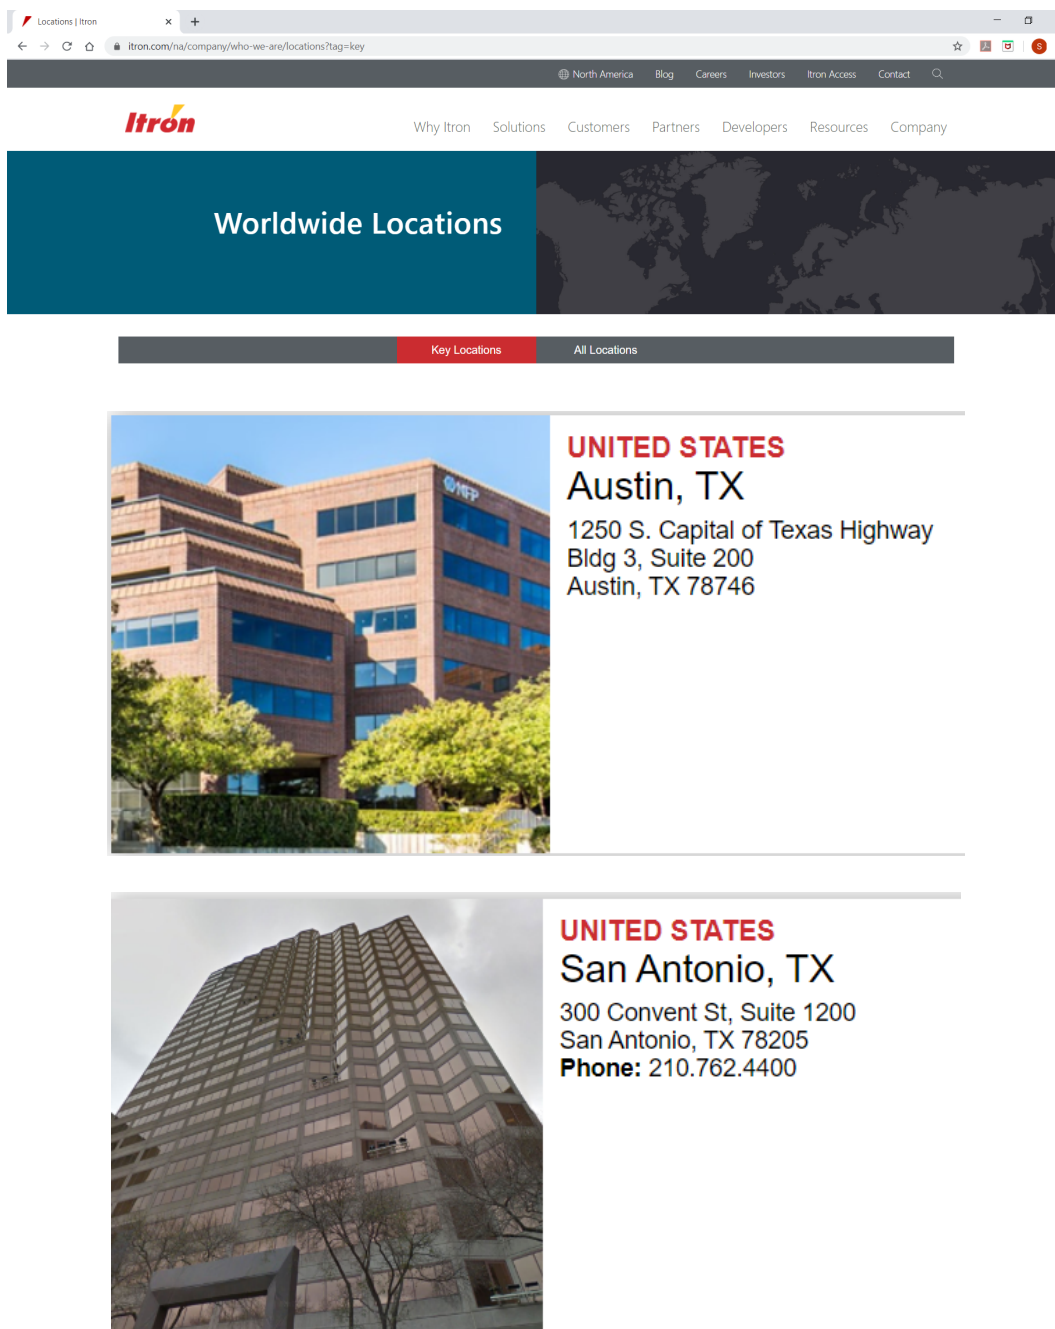 Locations | Itron
itron.com/na/company/who-we-are/locations?tag=key
S
North America Blog Careers Investors Itron Access Contact
Itron
Why Itron Solutions Customers Partners Developers Resources Company
Worldwide Locations
Key Locations All Locations
NFP
UNITED STATES
Austin, TX
1250 S. Capital of Texas Highway
Bldg 3, Suite 200
Austin, TX 78746
UNITED STATES
San Antonio, TX
300 Convent St, Suite 1200
San Antonio, TX 78205
Phone: 210.762.4400